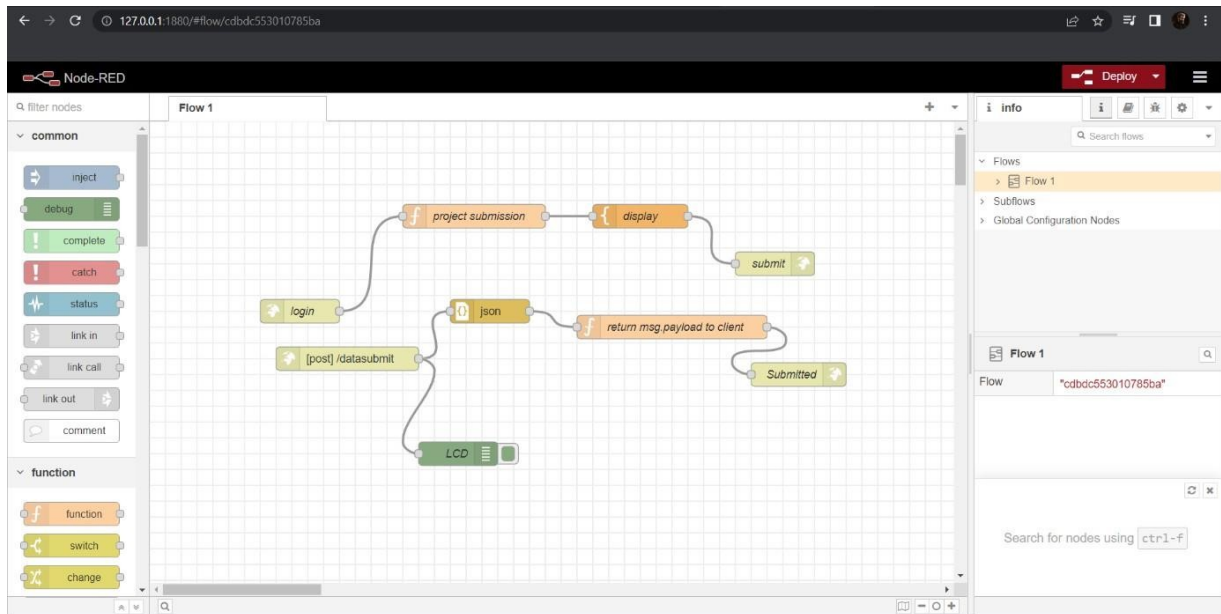 127.0.0.1:1880/#flow/cdbdc553010785ba
Node-RED
Deploy
filter nodes
Flow 1
i info
i
common
Search flows
inject
debug
complete
catch
status
link in
link call
link out
comment
function
function
switch
change
project submission
display
submit
login
json
return msg.payload to client
[post] /datasubmit
Submitted
LCD
Flows
Flow 1
Subflows
Global Configuration Nodes
Flow 1
Flow "cdbdc553010785ba"
Search for nodes using ctrl-f